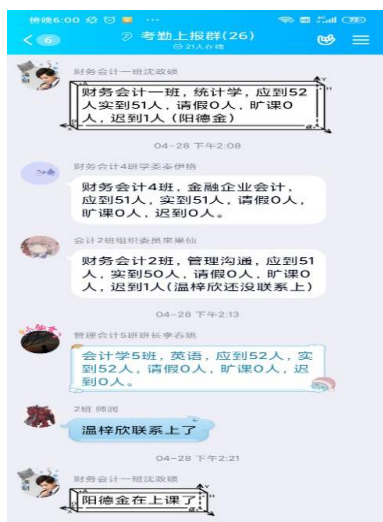 傍晚6:00
6
考勤上报群(26)
21人在线
财务会计一班沈政硕
财务会计一班，统计学，应到52
人实到51人，请假0人，旷课0
人，迟到1人（阳德金）
04-28 下午2:08
财务会计4班学委秦伊格
财务会计4班，金融企业会计，
应到51人，实到51人，请假0人，
旷课0人，迟到0人。
会计2班组织委员宋果仙
财务会计2班，管理沟通，应到51
人，实到50人，请假0人，旷课0
人，迟到1人(温梓欣还没联系上)
04-28 下午2:13
管理会计5班班长李春姚
会计学5班，英语，应到52人，实
到52人，请假0人，旷课0人，迟
到0人。
2班 师润
温梓欣联系上了
04-28 下午2:21
财务会计一班沈政硕
阳德金在上课了